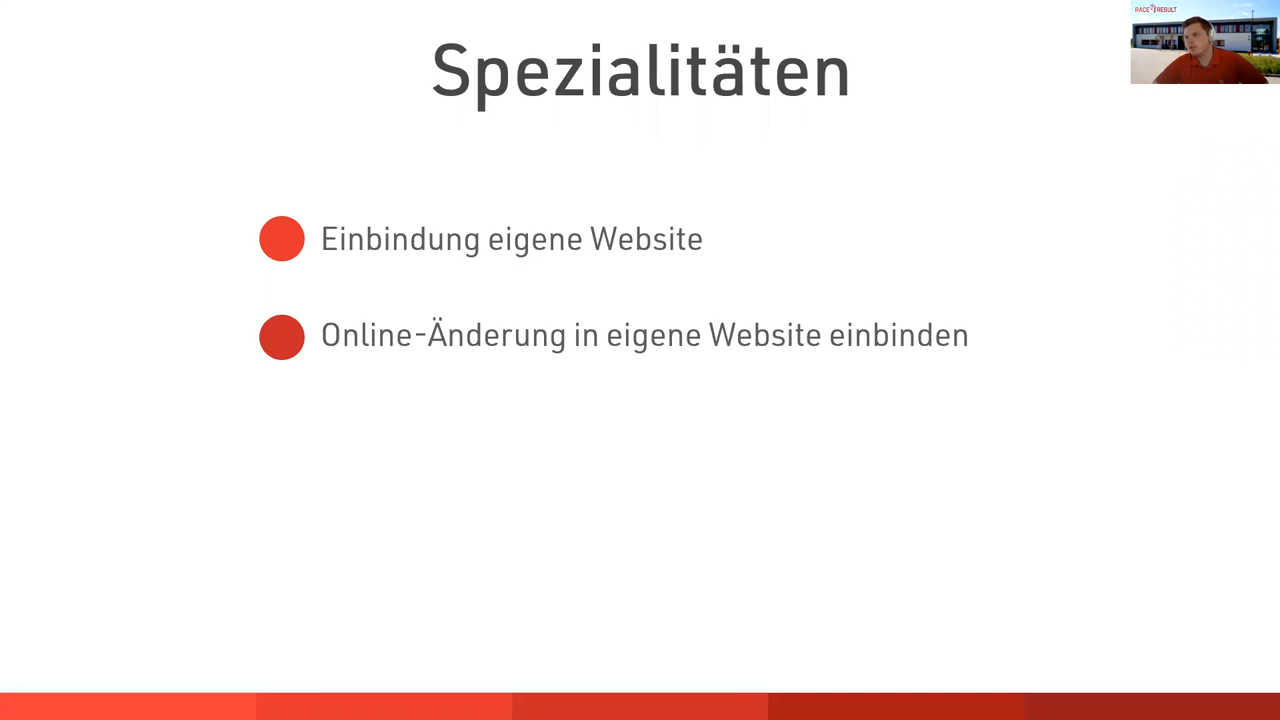 Spezialitäten
RACE RESULT
Einbindung eigene Website
Online-Änderung in eigene Website einbinden